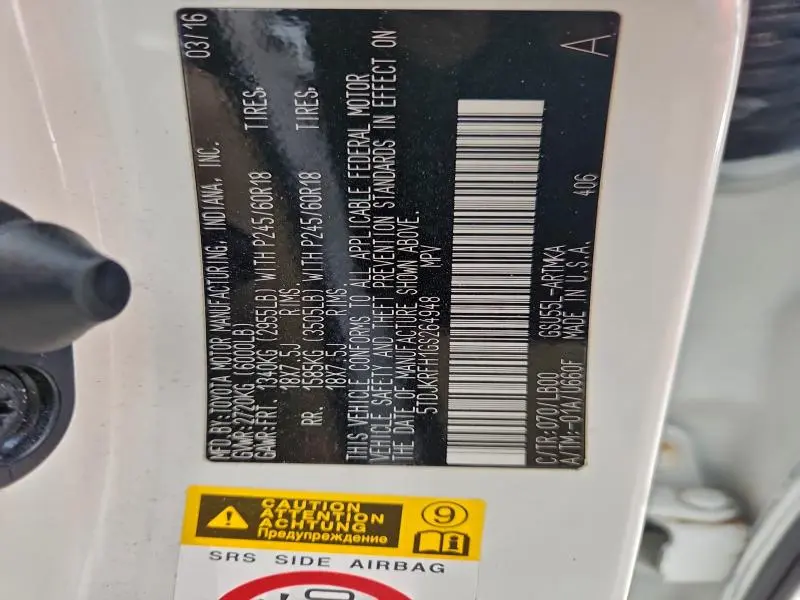 MFD.BY:TOYOTA MOTOR MANUFACTURING, INDIANA, INC. 03/16
GVWR:2720KG (6000LB)
GAWR:FRT. 1340KG (2955LB) WITH P245/60R18 TIRES,
18X7.5J RIMS,
RR. 1585KG (3505LB) WITH P245/60R18 TIRES,
18X7.5J RIMS.
THIS VEHICLE CONFORMS TO ALL APPLICABLE FEDERAL MOTOR
VEHICLE SAFETY AND THEFT PREVENTION STANDARDS IN EFFECT ON
THE DATE OF MANUFACTURE SHOWN ABOVE.
5TDJKRFH1GS264948 MPV
C/TR:070/LB00 GSU55L-ARTMKA A
A/TM:-01A/U660F MADE IN U.S.A. 406
CAUTION
ATTENTION
ACHTUNG
Предупреждение
9
i
SRS SIDE AIRBAG